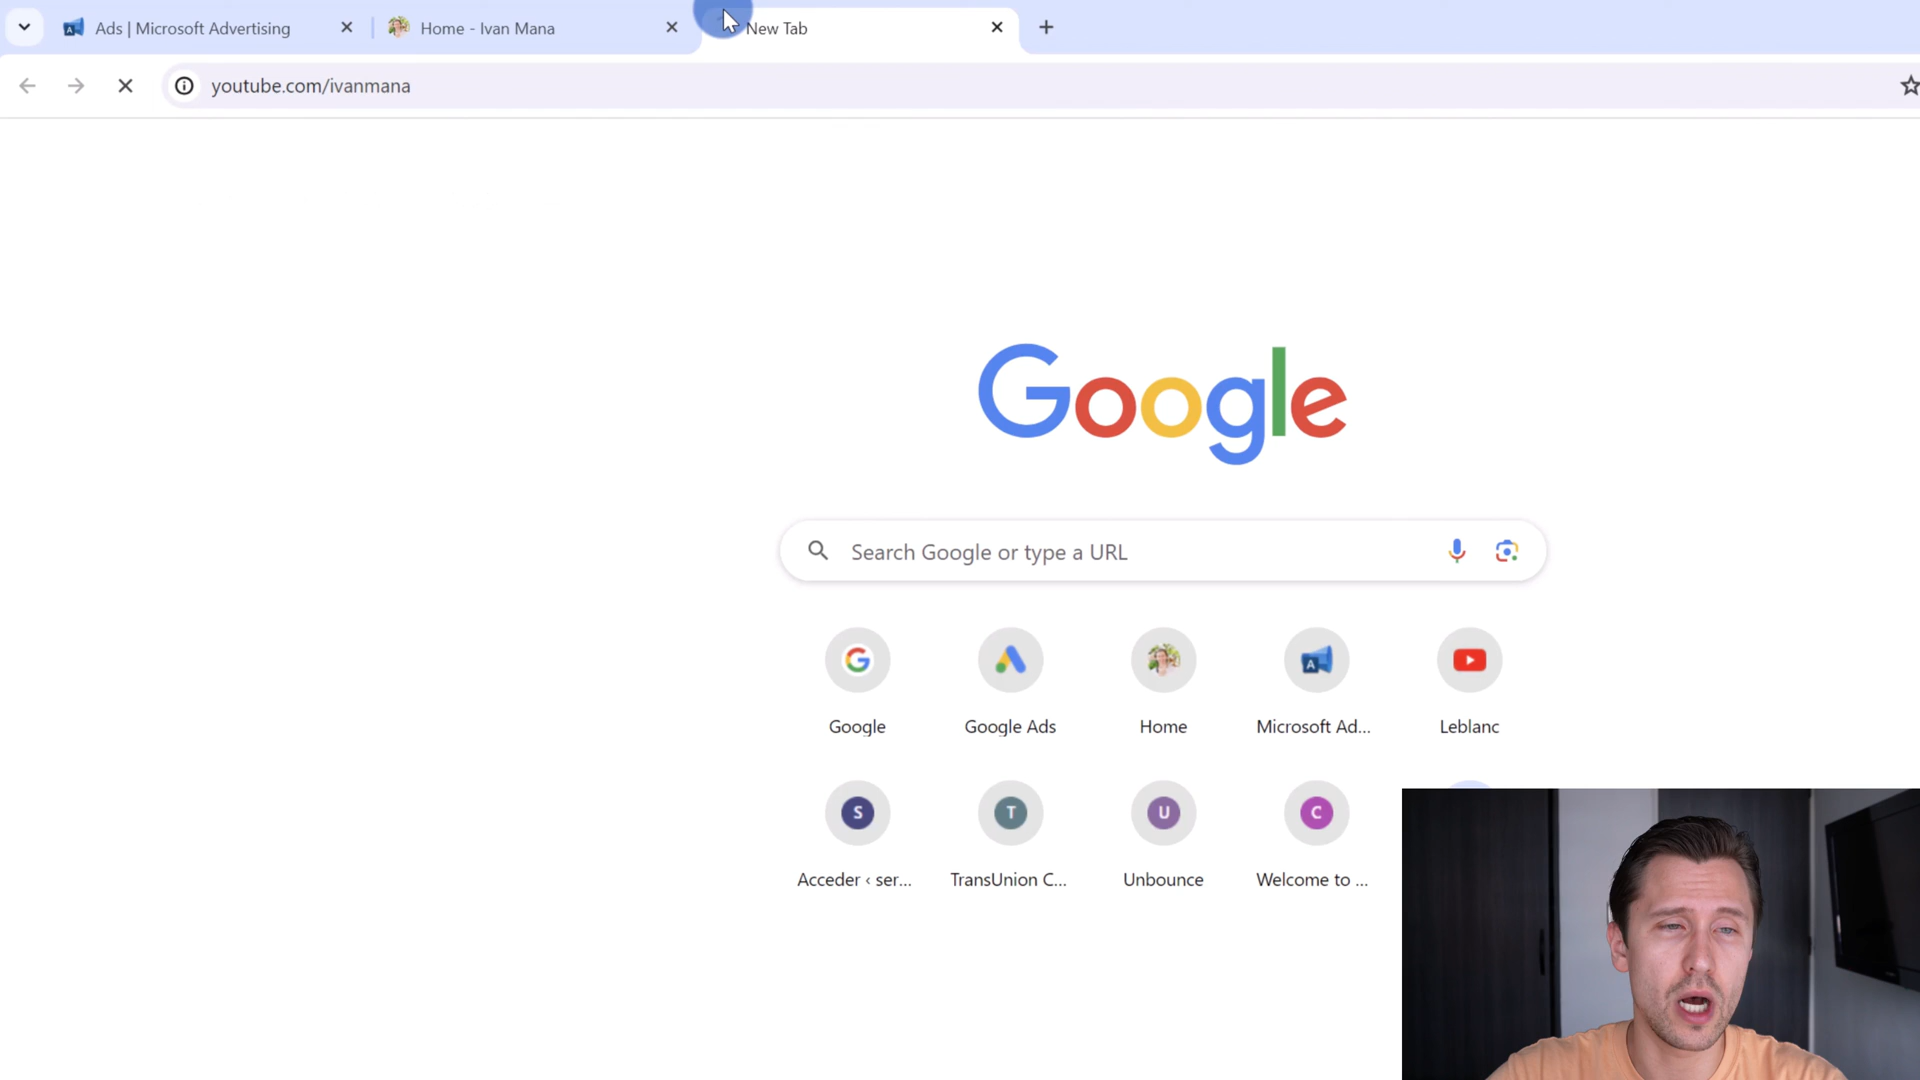 Ads | Microsoft Advertising
Home - Ivan Mana
New Tab
youtube.com/ivanmana
Google
Search Google or type a URL
Google
Google Ads
Home
Microsoft Ad...
Leblanc
S
T
U
C
Acceder ‹ ser...
TransUnion C...
Unbounce
Welcome to ...